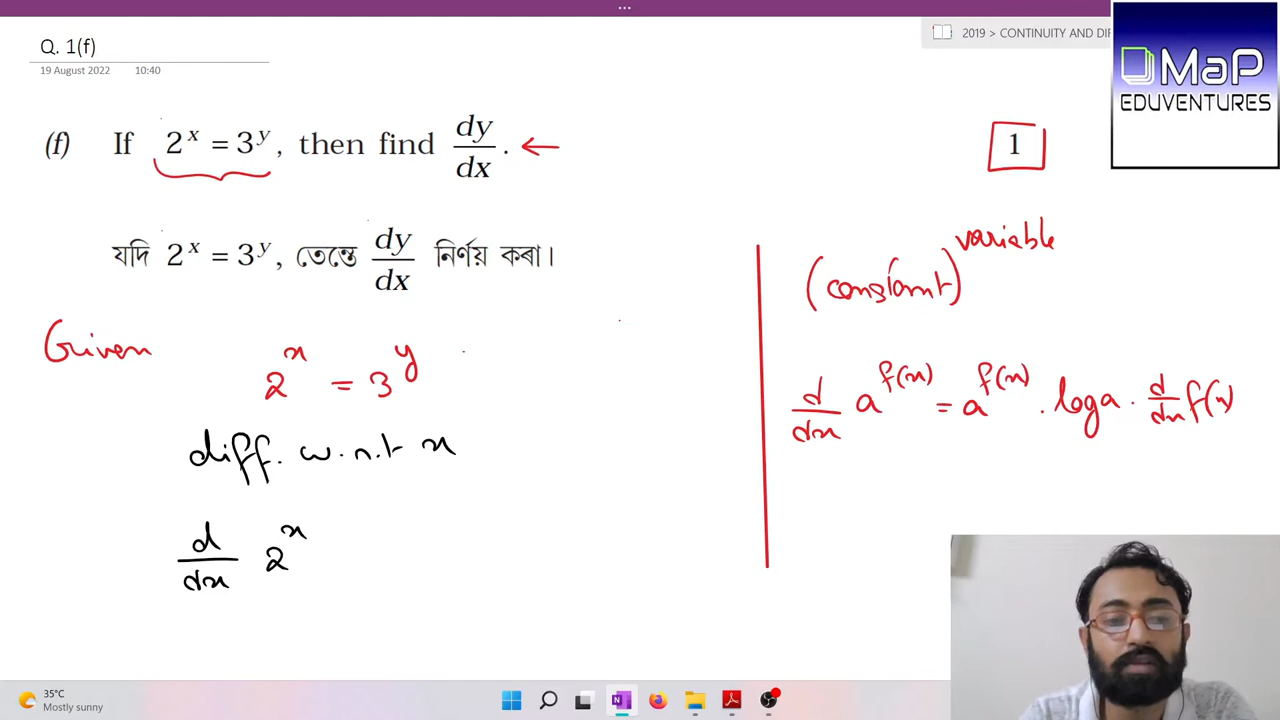 Q. 1(f)
19 August 2022 10:40
2019 > CONTINUITY AND DIF
MaP
EDUVENTURES
(f) If 2^x = 3^y, then find dy/dx. ←
1
যদি 2^x = 3^y, তেন্তে dy/dx নিৰ্ণয় কৰা।
(constant)^variable
Given
2^x = 3^y
d/dx a^f(x) = a^f(x) . log a . d/dx f(x)
diff. w.r.t x
d/dx 2^x
35°C
Mostly sunny